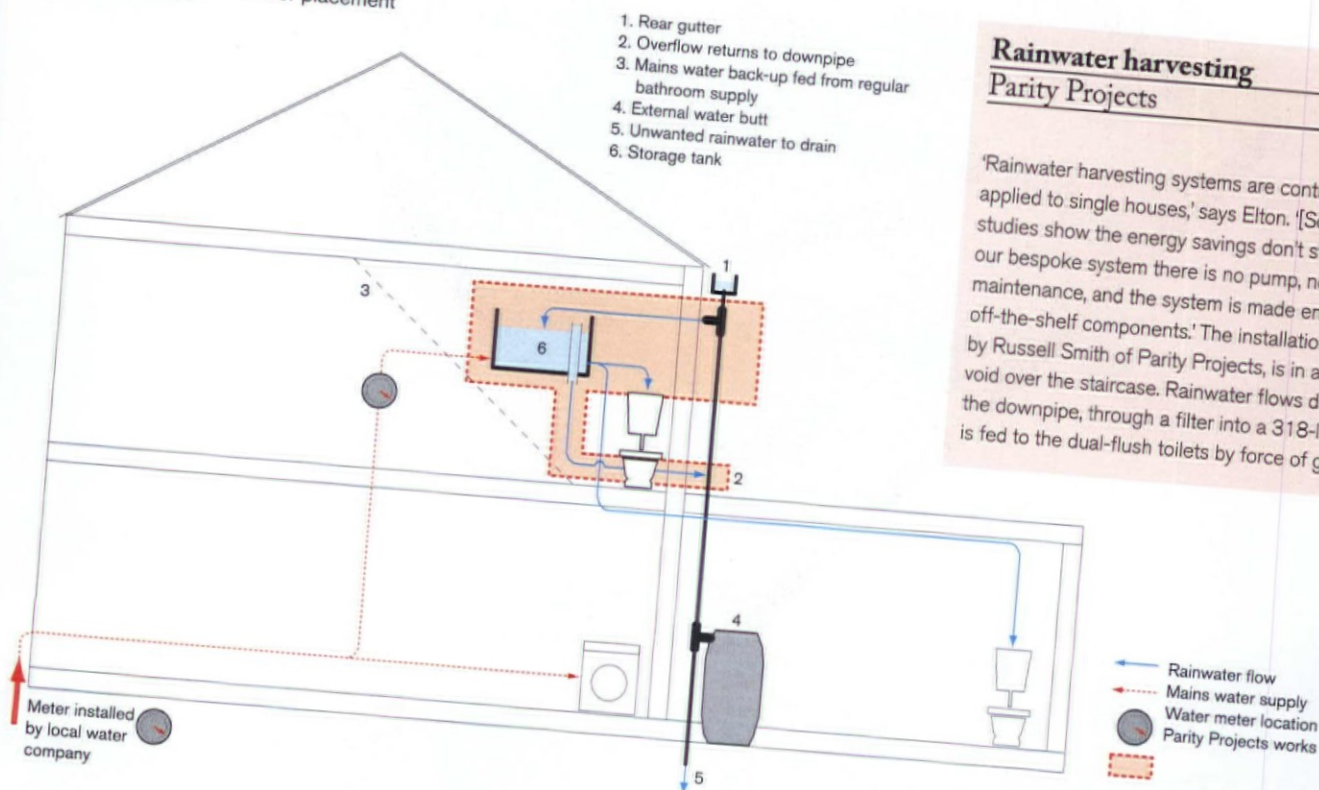 placement
1. Rear gutter
2. Overflow returns to downpipe
3. Mains water back-up fed from regular
bathroom supply
4. External water butt
5. Unwanted rainwater to drain
6. Storage tank
Rainwater harvesting
Parity Projects
'Rainwater harvesting systems are
applied to single houses,' says Elton.
studies show the energy savings don't
our bespoke system there is no pump,
maintenance, and the system is made
off-the-shelf components.' The installation
by Russell Smith of Parity Projects, is in a
void over the staircase. Rainwater flows
the downpipe, through a filter into a
is fed to the dual-flush toilets by force of
1
3
6
2
4
5
Meter installed
by local water
company
Rainwater flow
Mains water supply
Water meter location
Parity Projects works